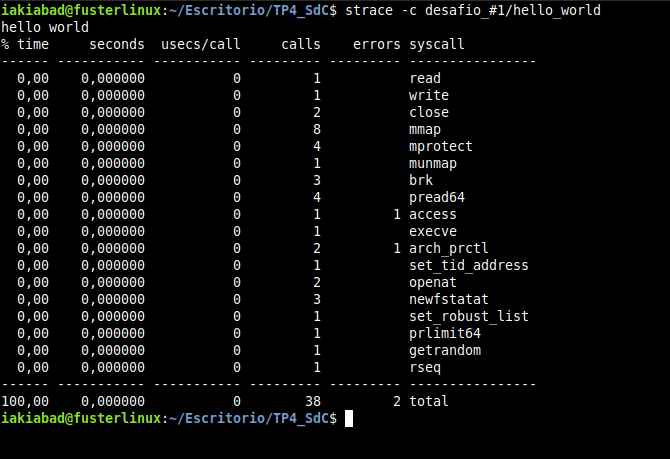 iakiabad@fusterlinux:~/Escritorio/TP4_SdC$ strace -c desafio_#1/hello_world
hello world
% time     seconds  usecs/call     calls    errors syscall
------ ----------- ----------- --------- --------- ----------------
  0,00    0,000000           0         1           read
  0,00    0,000000           0         1           write
  0,00    0,000000           0         2           close
  0,00    0,000000           0         8           mmap
  0,00    0,000000           0         4           mprotect
  0,00    0,000000           0         1           munmap
  0,00    0,000000           0         3           brk
  0,00    0,000000           0         4           pread64
  0,00    0,000000           0         1         1 access
  0,00    0,000000           0         1           execve
  0,00    0,000000           0         2         1 arch_prctl
  0,00    0,000000           0         1           set_tid_address
  0,00    0,000000           0         2           openat
  0,00    0,000000           0         3           newfstatat
  0,00    0,000000           0         1           set_robust_list
  0,00    0,000000           0         1           prlimit64
  0,00    0,000000           0         1           getrandom
  0,00    0,000000           0         1           rseq
------ ----------- ----------- --------- --------- ----------------
100,00    0,000000           0        38         2 total
iakiabad@fusterlinux:~/Escritorio/TP4_SdC$